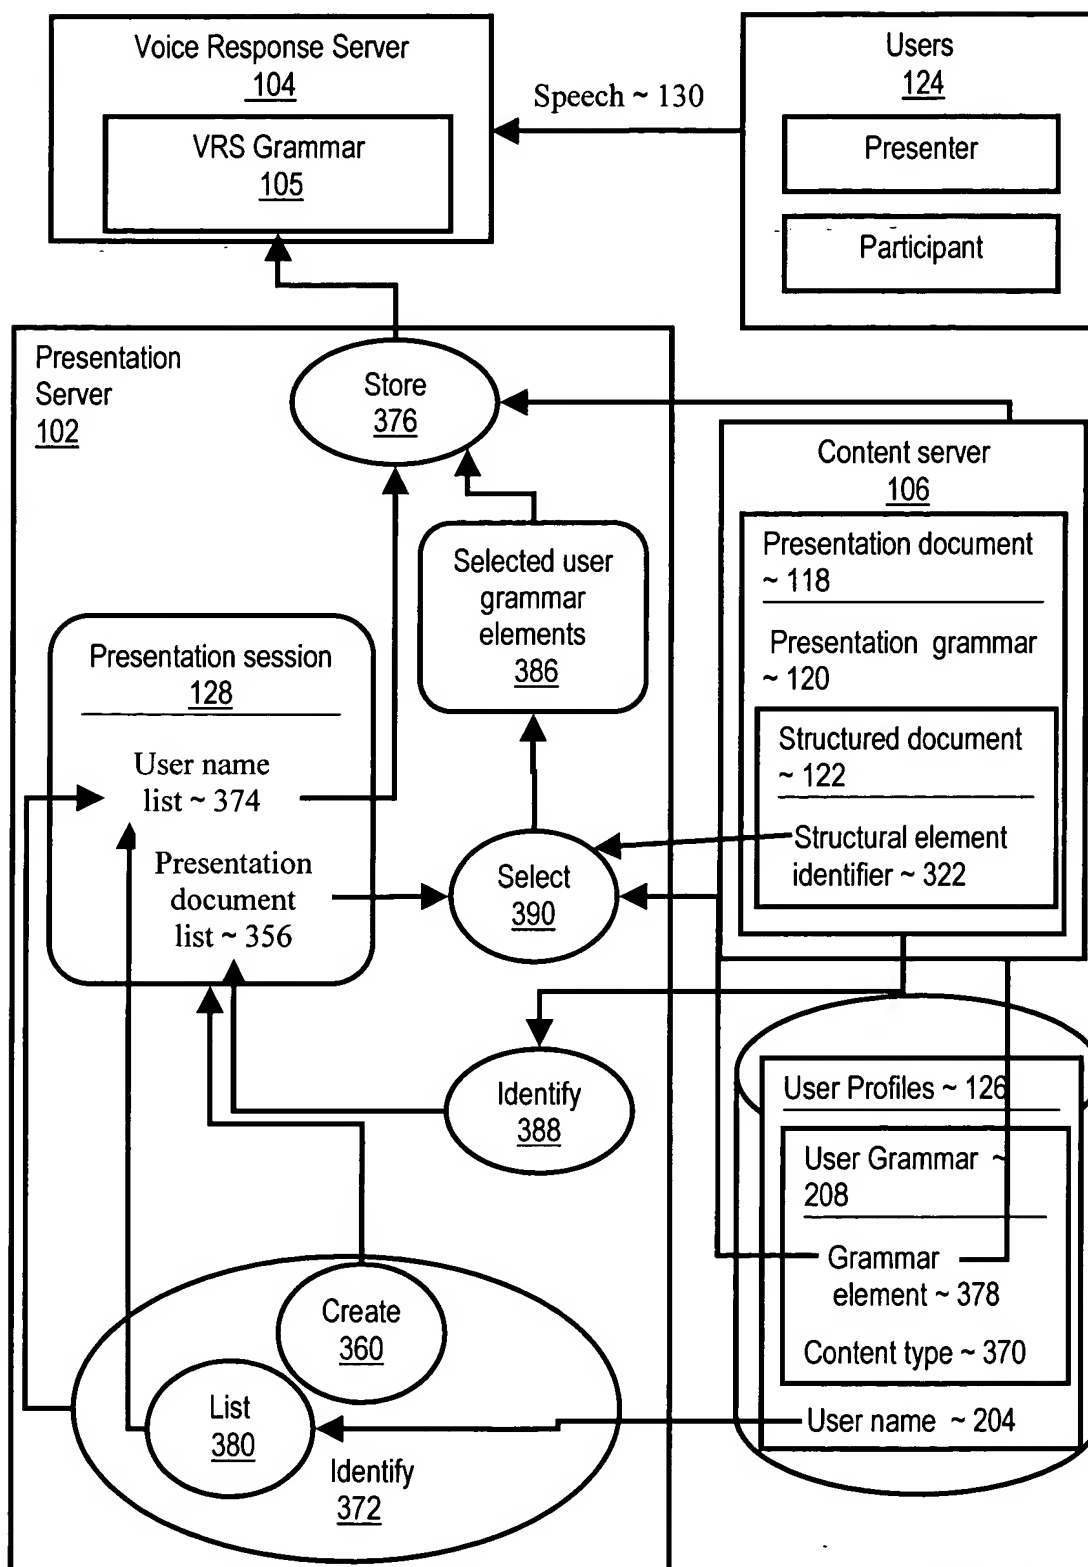 Voice Response Server
104
VRS Grammar
105
Speech ~ 130
Users
124
Presenter
Participant
Presentation
Server
102
Store
376
Content server
106
Presentation document
~ 118
Presentation grammar
~ 120
Structured document
~ 122
Structural element
identifier ~ 322
Selected user
grammar
elements
386
Presentation session
128
User name
list ~ 374
Presentation
document
list ~ 356
Select
390
Identify
388
User Profiles ~ 126
User Grammar ~
208
Grammar
element ~ 378
Content type ~ 370
User name ~ 204
Create
360
List
380
Identify
372